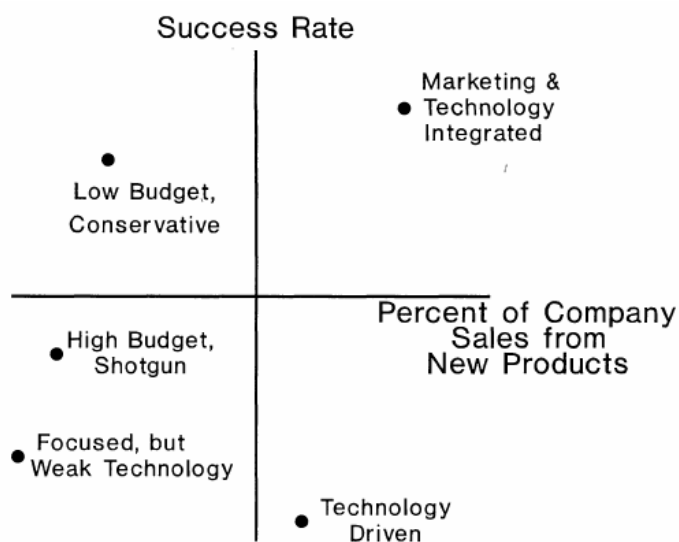 Success Rate
Marketing &
Technology
Integrated
Low Budget,
Conservative
Percent of Company
Sales from
New Products
High Budget,
Shotgun
Focused, but
Weak Technology
Technology
Driven